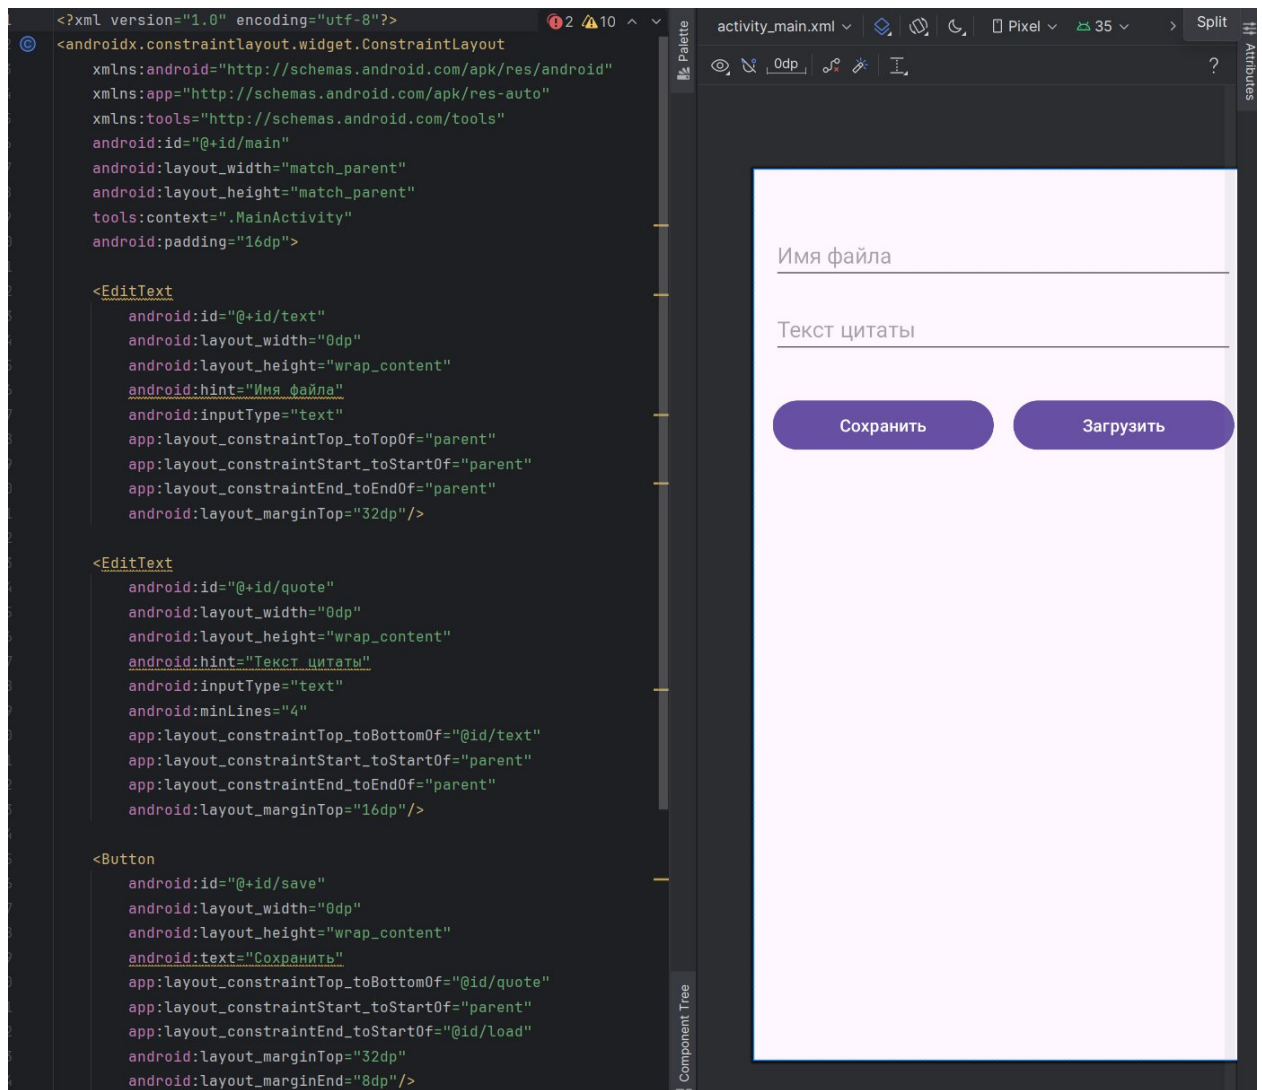 <?xml version="1.0" encoding="utf-8"?>
2 10
<androidx.constraintlayout.widget.ConstraintLayout
xmlns:android="http://schemas.android.com/apk/res/android"
xmlns:app="http://schemas.android.com/apk/res-auto"
xmlns:tools="http://schemas.android.com/tools"
android:id="@+id/main"
android:layout_width="match_parent"
android:layout_height="match_parent"
tools:context=".MainActivity"
android:padding="16dp">
<EditText
android:id="@+id/text"
android:layout_width="0dp"
android:layout_height="wrap_content"
android:hint="Имя файла"
android:inputType="text"
app:layout_constraintTop_toTopOf="parent"
app:layout_constraintStart_toStartOf="parent"
app:layout_constraintEnd_toEndOf="parent"
android:layout_marginTop="32dp"/>
<EditText
android:id="@+id/quote"
android:layout_width="0dp"
android:layout_height="wrap_content"
android:hint="Текст цитаты"
android:inputType="text"
android:minLines="4"
app:layout_constraintTop_toBottomOf="@id/text"
app:layout_constraintStart_toStartOf="parent"
app:layout_constraintEnd_toEndOf="parent"
android:layout_marginTop="16dp"/>
<Button
android:id="@+id/save"
android:layout_width="0dp"
android:layout_height="wrap_content"
android:text="Сохранить"
app:layout_constraintTop_toBottomOf="@id/quote"
app:layout_constraintStart_toStartOf="parent"
app:layout_constraintEnd_toStartOf="@id/load"
android:layout_marginTop="32dp"
android:layout_marginEnd="8dp"/>
Palette
Component Tree
activity_main.xml Pixel 35 Split
0dp ?
Attributes
Имя файла
Текст цитаты
Сохранить Загрузить